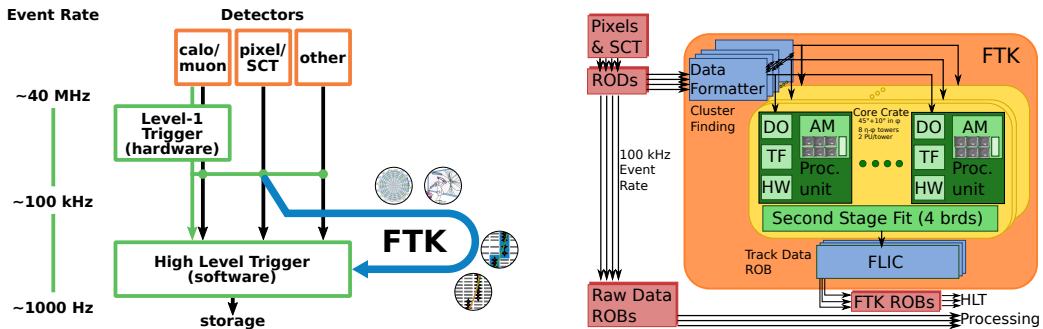 Event Rate
Detectors
calo/
muon
pixel/
SCT
other
~40 MHz
Level-1
Trigger
(hardware)
~100 kHz
FTK
High Level Trigger
(software)
~1000 Hz
storage
Pixels
& SCT
RODs
Data
Formatter
Cluster
Finding
FTK
100 kHz
Event
Rate
Core Crate
45°+10° in φ
8 η-φ towers
2 PU/tower
DO
TF
HW
AM
Proc.
unit
DO
TF
HW
AM
Proc.
unit
Second Stage Fit (4 brds)
Track Data
ROB
FLIC
Raw Data
ROBs
FTK ROBs
HLT
Processing